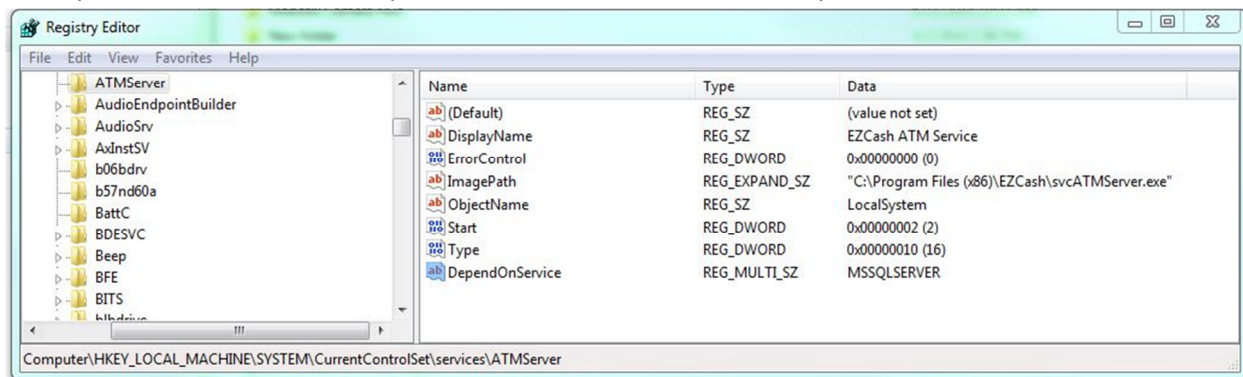 Registry Editor
File Edit View Favorites Help
ATMServer
AudioEndpointBuilder
AudioSrv
AxInstSV
b06bdrv
b57nd60a
BattC
BDESVC
Beep
BFE
BITS
Name Type Data
(Default) REG_SZ (value not set)
DisplayName REG_SZ EZCash ATM Service
ErrorControl REG_DWORD 0x00000000 (0)
ImagePath REG_EXPAND_SZ "C:\Program Files (x86)\EZCash\svcATMServer.exe"
ObjectName REG_SZ LocalSystem
Start REG_DWORD 0x00000002 (2)
Type REG_DWORD 0x00000010 (16)
DependOnService REG_MULTI_SZ MSSQLSERVER
Computer\HKEY_LOCAL_MACHINE\SYSTEM\CurrentControlSet\services\ATMServer